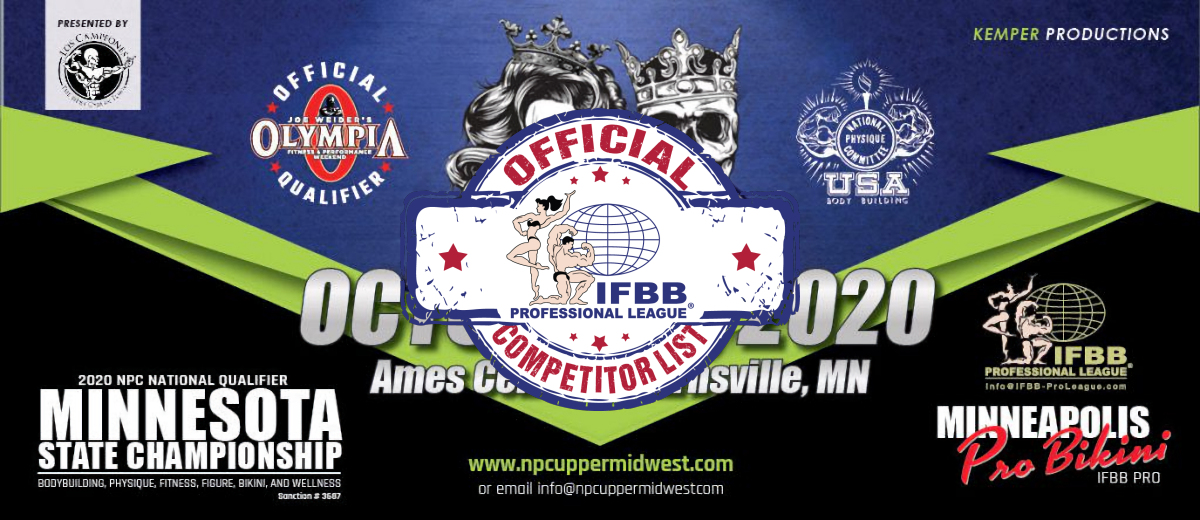 PRESENTED BY
LOS CAMPEONES
KEMPER PRODUCTIONS
OFFICIAL
JOE WEIDER'S
OLYMPIA
FITNESS & PERFORMANCE
WEEKEND
QUALIFIER
NATIONAL
PHYSIQUE
COMMITTEE
USA
BODY BUILDING
OFFICIAL
IFBB
PROFESSIONAL LEAGUE®
COMPETITOR LIST
2020
Ames
nsville, MN
IFBB
PROFESSIONAL LEAGUE®
Info@IFBB-ProLeague.com
2020 NPC NATIONAL QUALIFIER
MINNESOTA
STATE CHAMPIONSHIP
BODYBUILDING, PHYSIQUE, FITNESS, FIGURE, BIKINI, AND WELLNESS
Sanction # 3687
www.npcuppermidwest.com
or email info@npcuppermidwest.com
MINNEAPOLIS
Pro Bikini
IFBB PRO